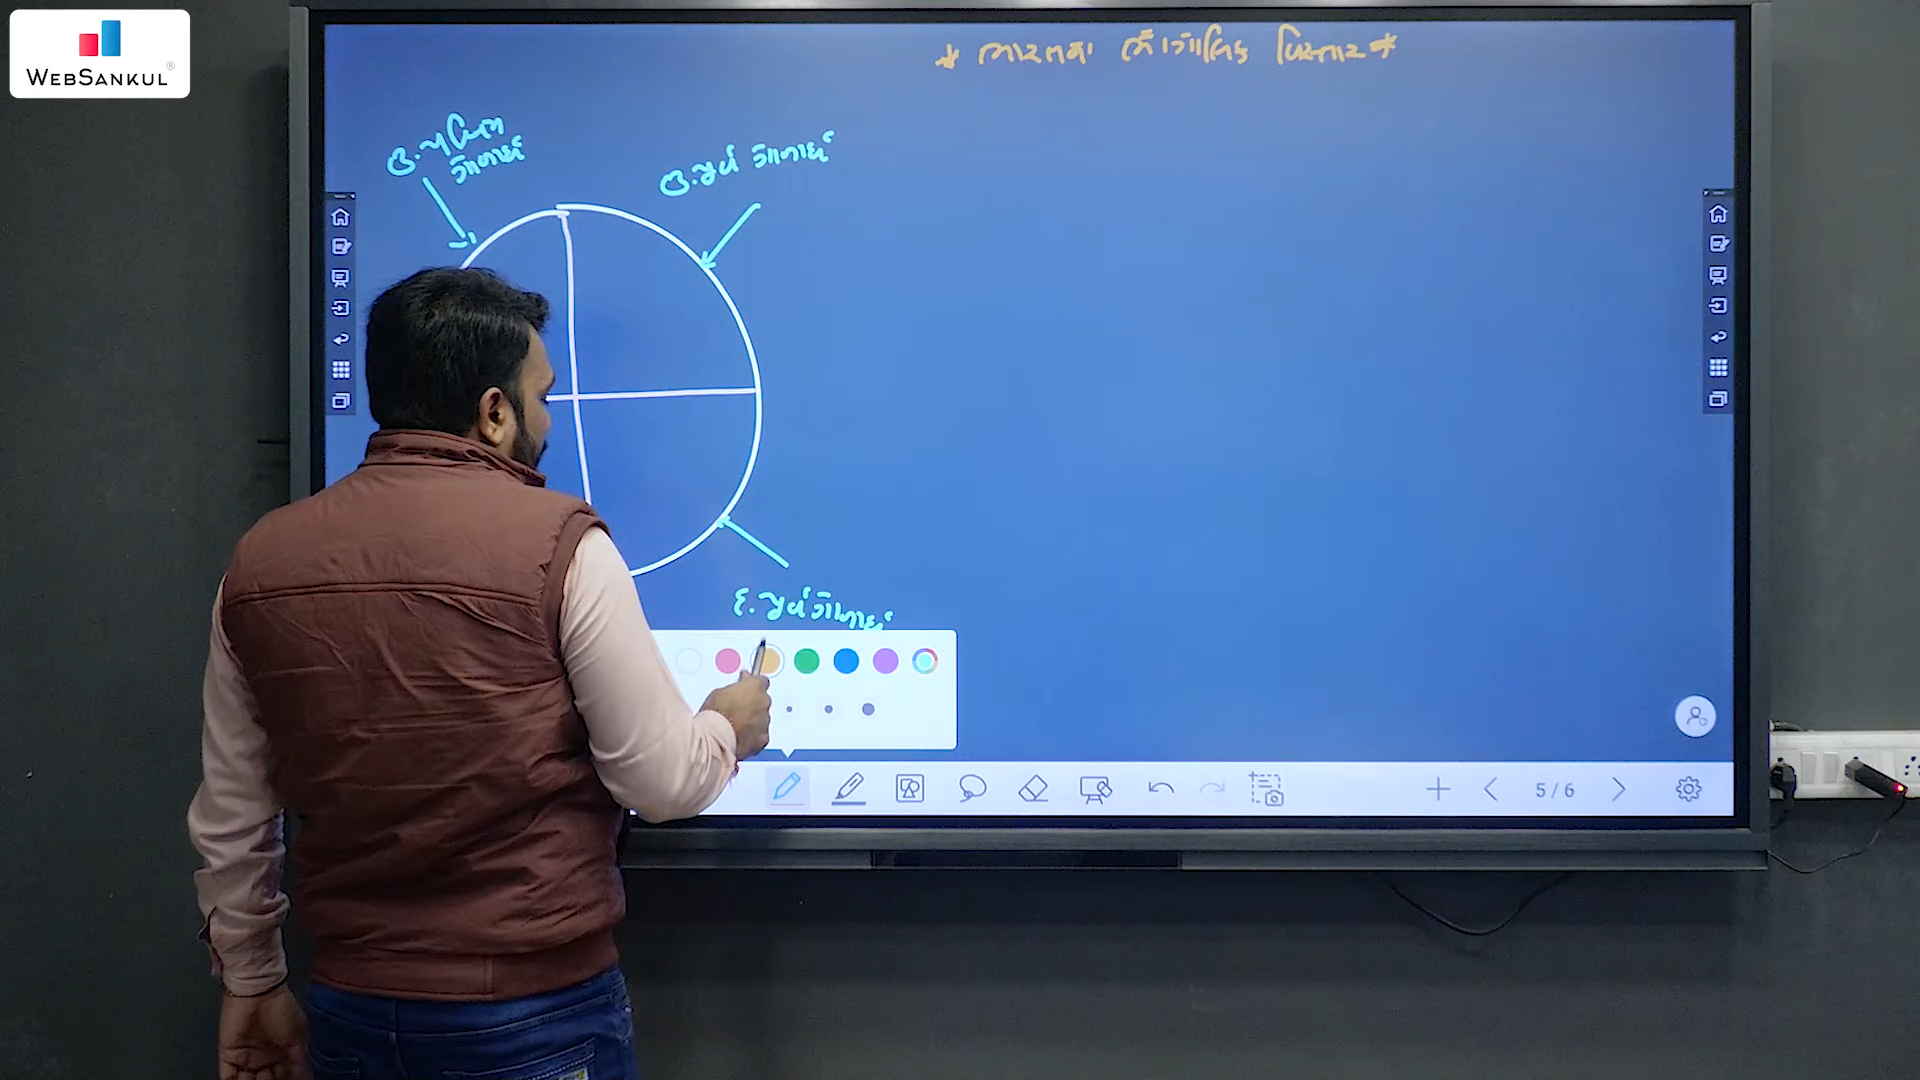 WEBSANKUL
* ભારતના ભૌગોલિક વિસ્તાર *
ઉ.પશ્ચિમ
ગોળાર્ધ
ઉ.પૂર્વ ગોળાર્ધ
દ.પૂર્વ ગોળાર્ધ
5 / 6